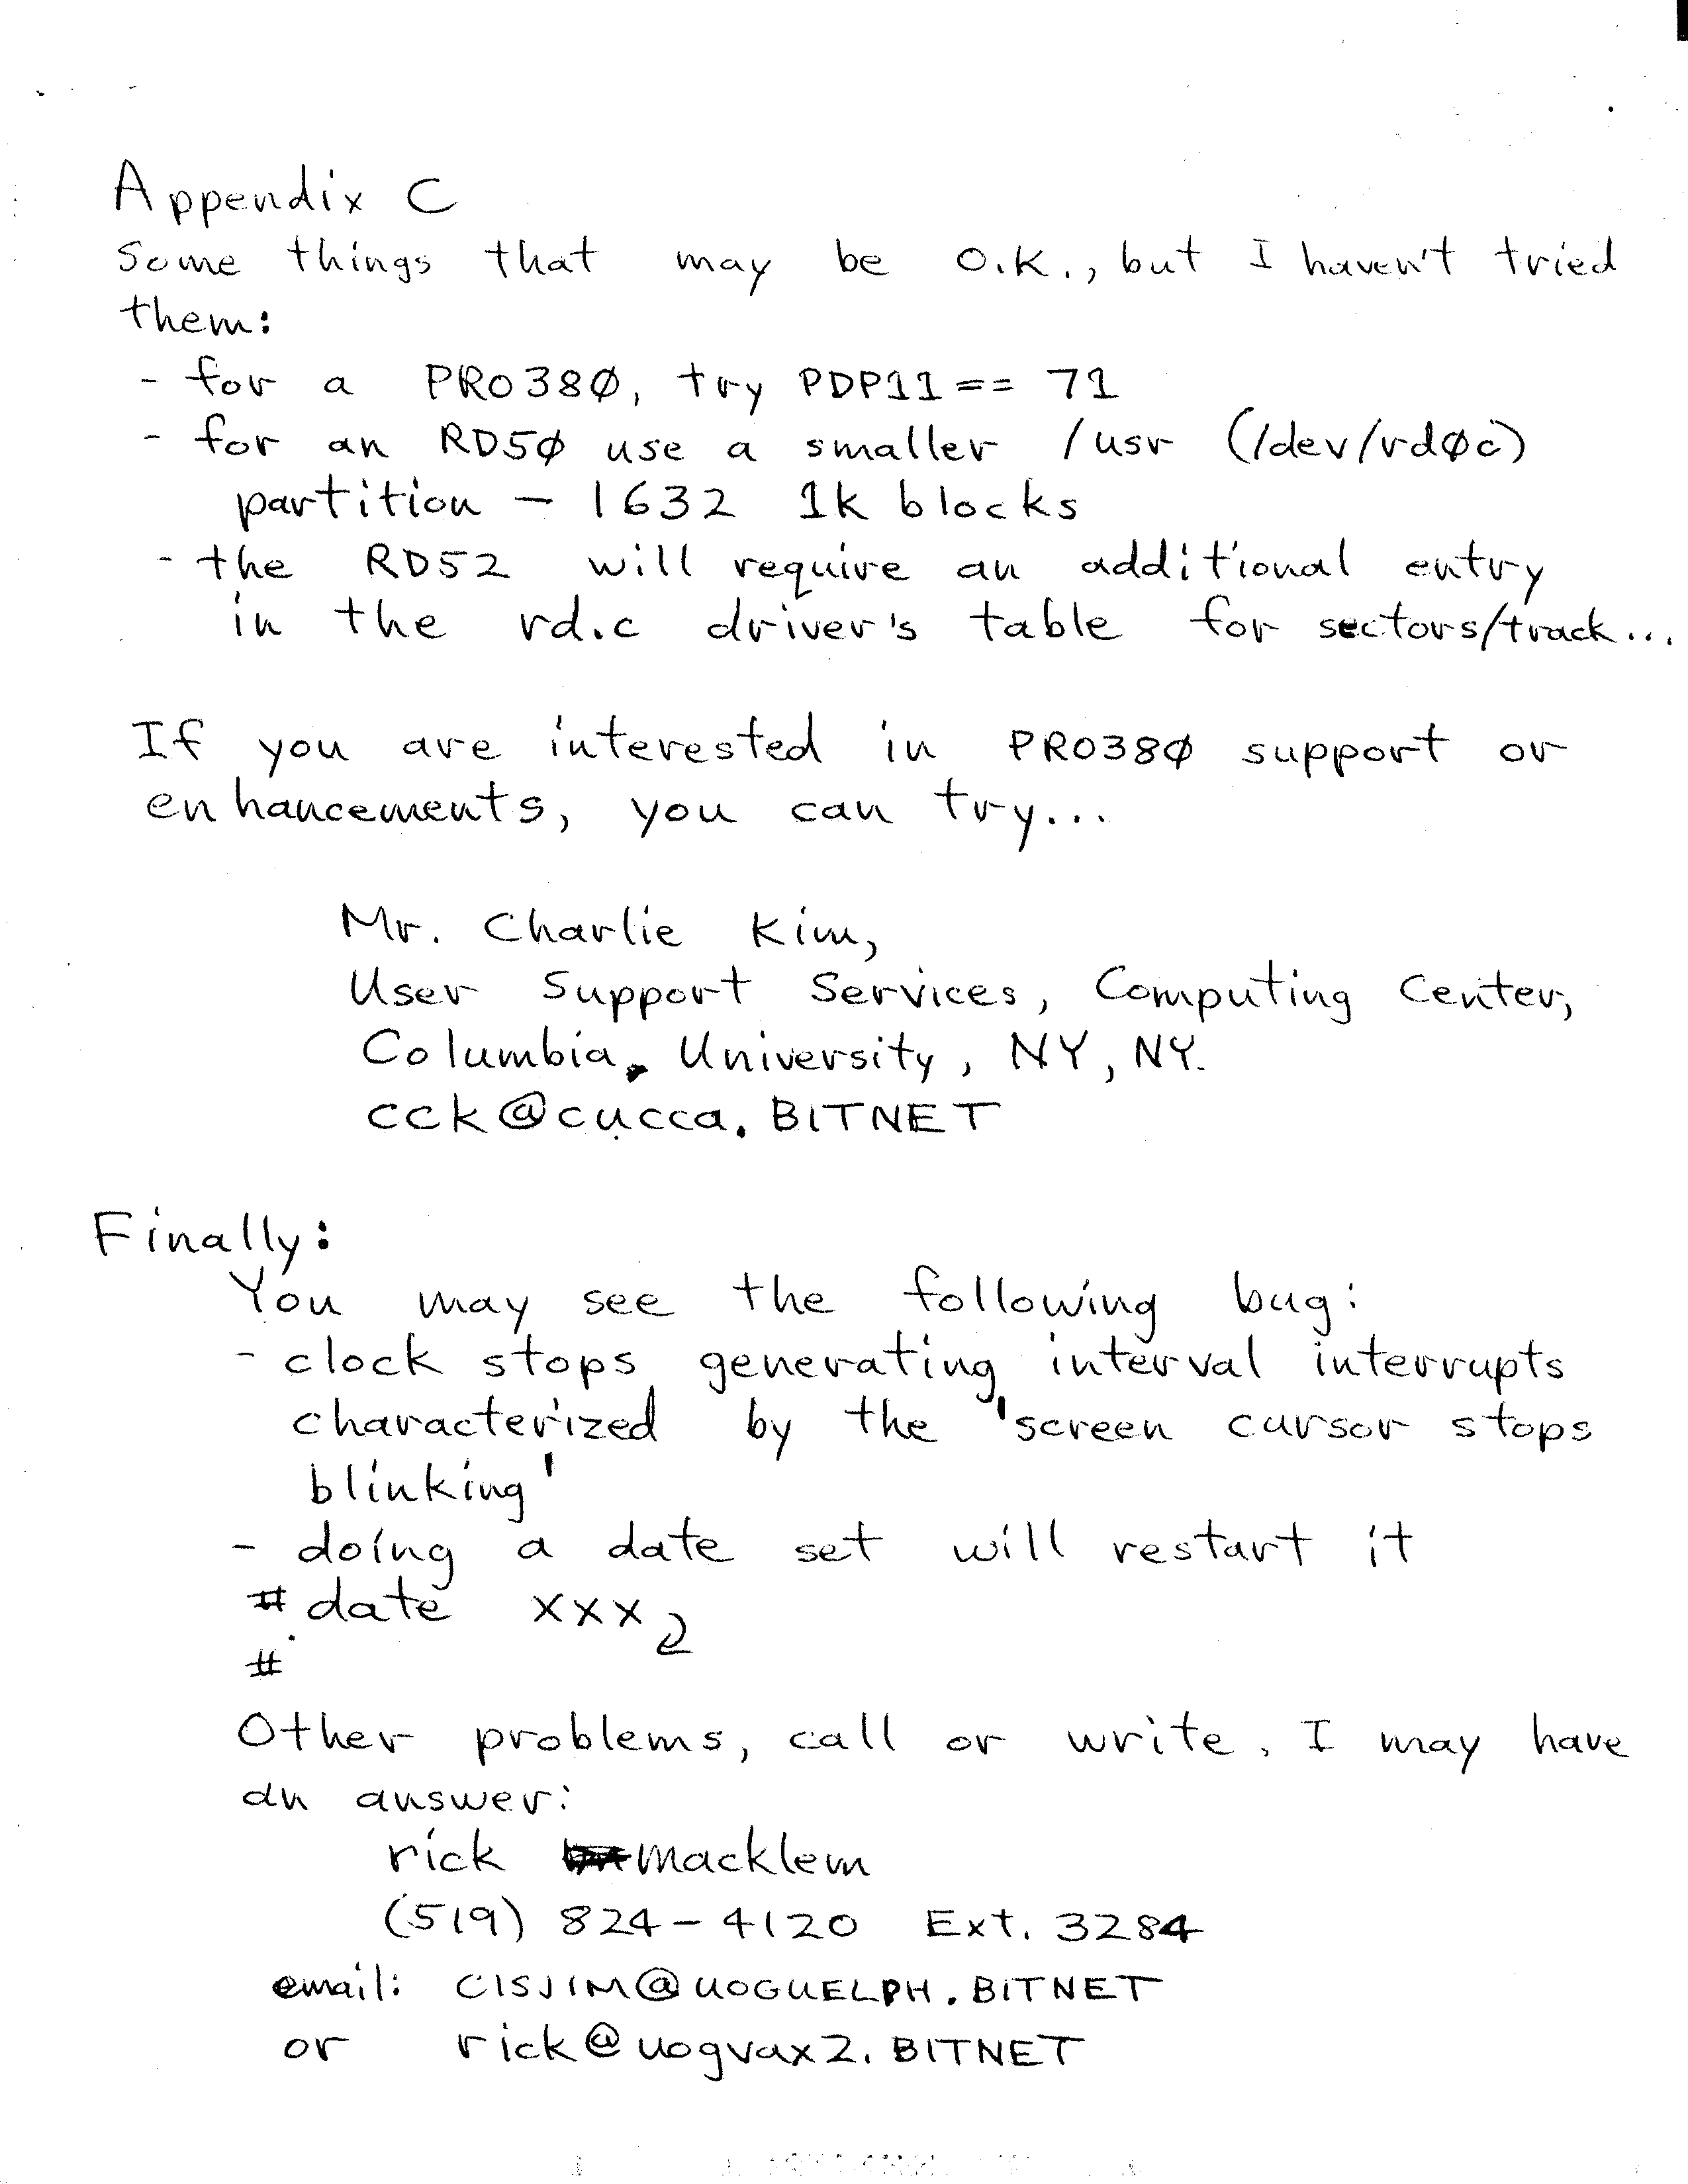 Appendix C
Some things that may be O.K., but I haven't tried
them:
- for a PRO38Ø, try PDP11 == 71
- for an RD5Ø use a smaller /usr (/dev/rdØc)
partition - 1632 1k blocks
- the RD52 will require an additional entry
in the rd.c driver's table for sectors/track...
If you are interested in PRO38Ø support or
enhancements, you can try...
Mr. Charlie Kim,
User Support Services, Computing Center,
Columbia, University, NY, NY.
cck@cucca.BITNET
Finally:
You may see the following bug:
- clock stops generating interval interrupts
characterized by the 'screen cursor stops
blinking'
- doing a date set will restart it
# date xxx
#
Other problems, call or write. I may have
an answer:
rick macklem
(519) 824-4120 Ext. 3284
email: CISJIM@UOGUELPH.BITNET
or rick@uogvax2.BITNET